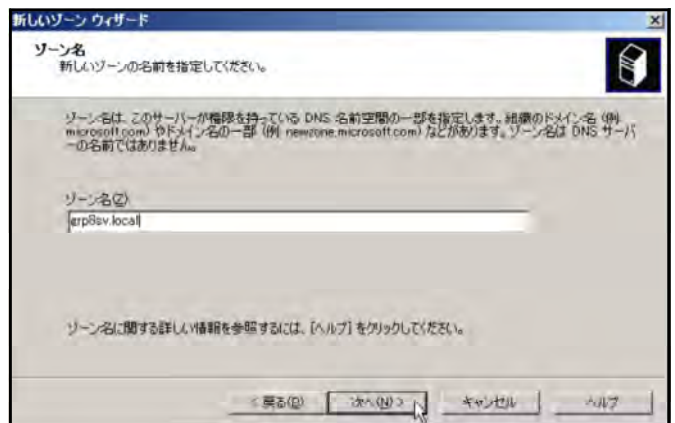 新しいゾーン ウィザード
ゾーン名
新しいゾーンの名前を指定してください。
ゾーン名は、このサーバーが権限を持っている DNS 名前空間の一部を指定します。組織のドメイン名 (例
microsoft.com) やドメイン名の一部 (例 newzone.microsoft.com) などがあります。ゾーン名は DNS サーバ
ーの名前ではありません。
ゾーン名(Z)
erp8sv.local
ゾーン名に関する詳しい情報を参照するには、[ヘルプ] をクリックしてください。
< 戻る(B) 次へ(N) > キャンセル ヘルプ